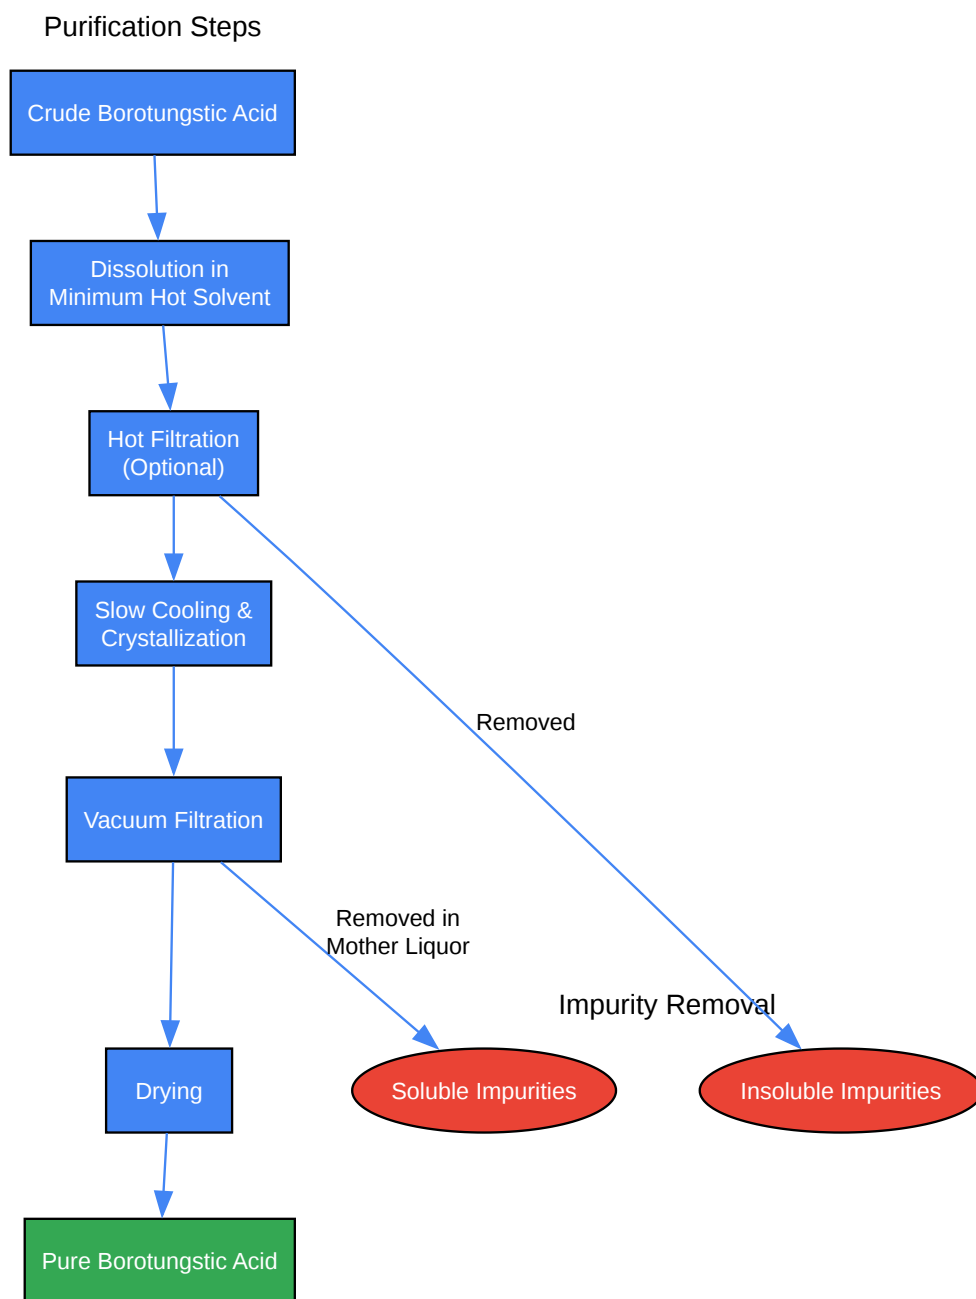 Purification Steps
Crude Borotungstic Acid
Dissolution in
Minimum Hot Solvent
Hot Filtration
(Optional)
Slow Cooling &
Crystallization
Removed
Vacuum Filtration
Removed in
Mother Liquor
Impurity Removal
Drying
Soluble Impurities
Insoluble Impurities
Pure Borotungstic Acid